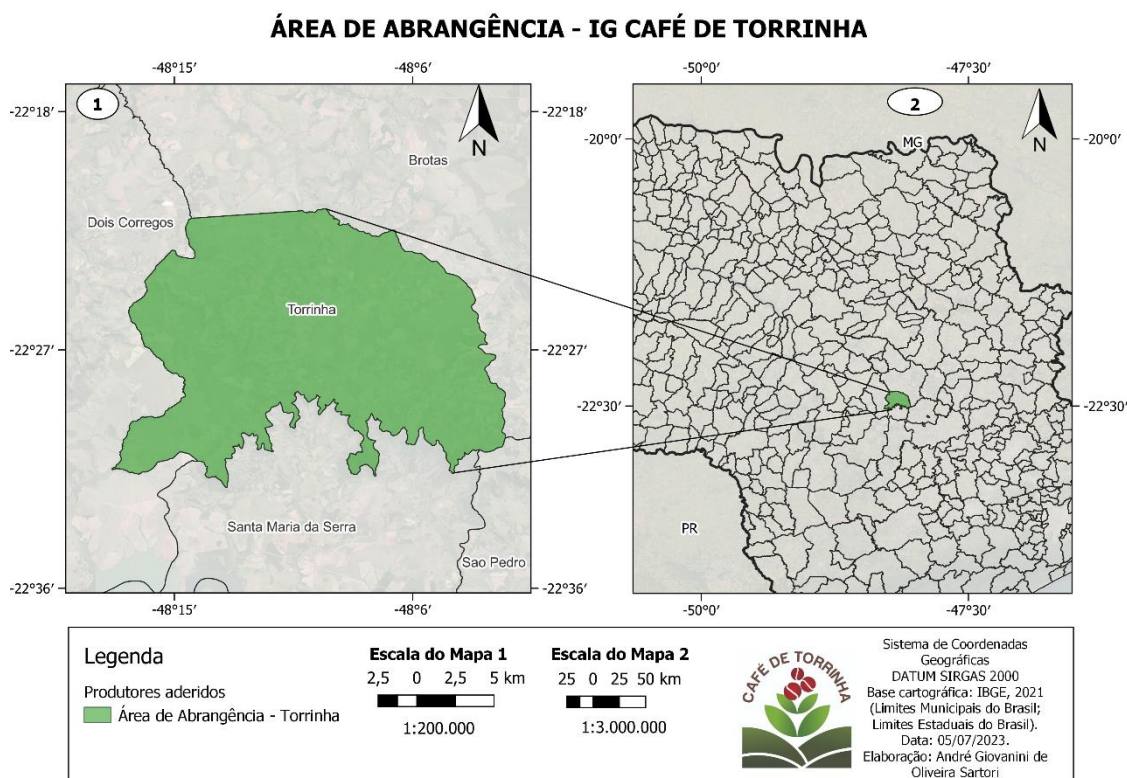 ÁREA DE ABRANGÊNCIA - IG CAFÉ DE TORRINHA
-48°15' -48°6'
-22°18' -22°18'
1
N
Brotas
Dois Corregos
Torrinha
-22°27' -22°27'
Santa Maria da Serra
Sao Pedro
-22°36' -22°36'
-48°15' -48°6'
-50°0' -47°30'
2
-20°0' -20°0'
MG
N
-22°30' -22°30'
PR
-50°0' -47°30'
Legenda
Produtores aderidos
Área de Abrangência - Torrinha
Escala do Mapa 1
2,5 0 2,5 5 km
1:200.000
Escala do Mapa 2
25 0 25 50 km
1:3.000.000
CAFÉ DE TORRINHA
Sistema de Coordenadas
Geográficas
DATUM SIRGAS 2000
Base cartográfica: IBGE, 2021
(Limites Municipais do Brasil;
Limites Estaduais do Brasil).
Data: 05/07/2023.
Elaboração: André Giovanini de
Oliveira Sartori